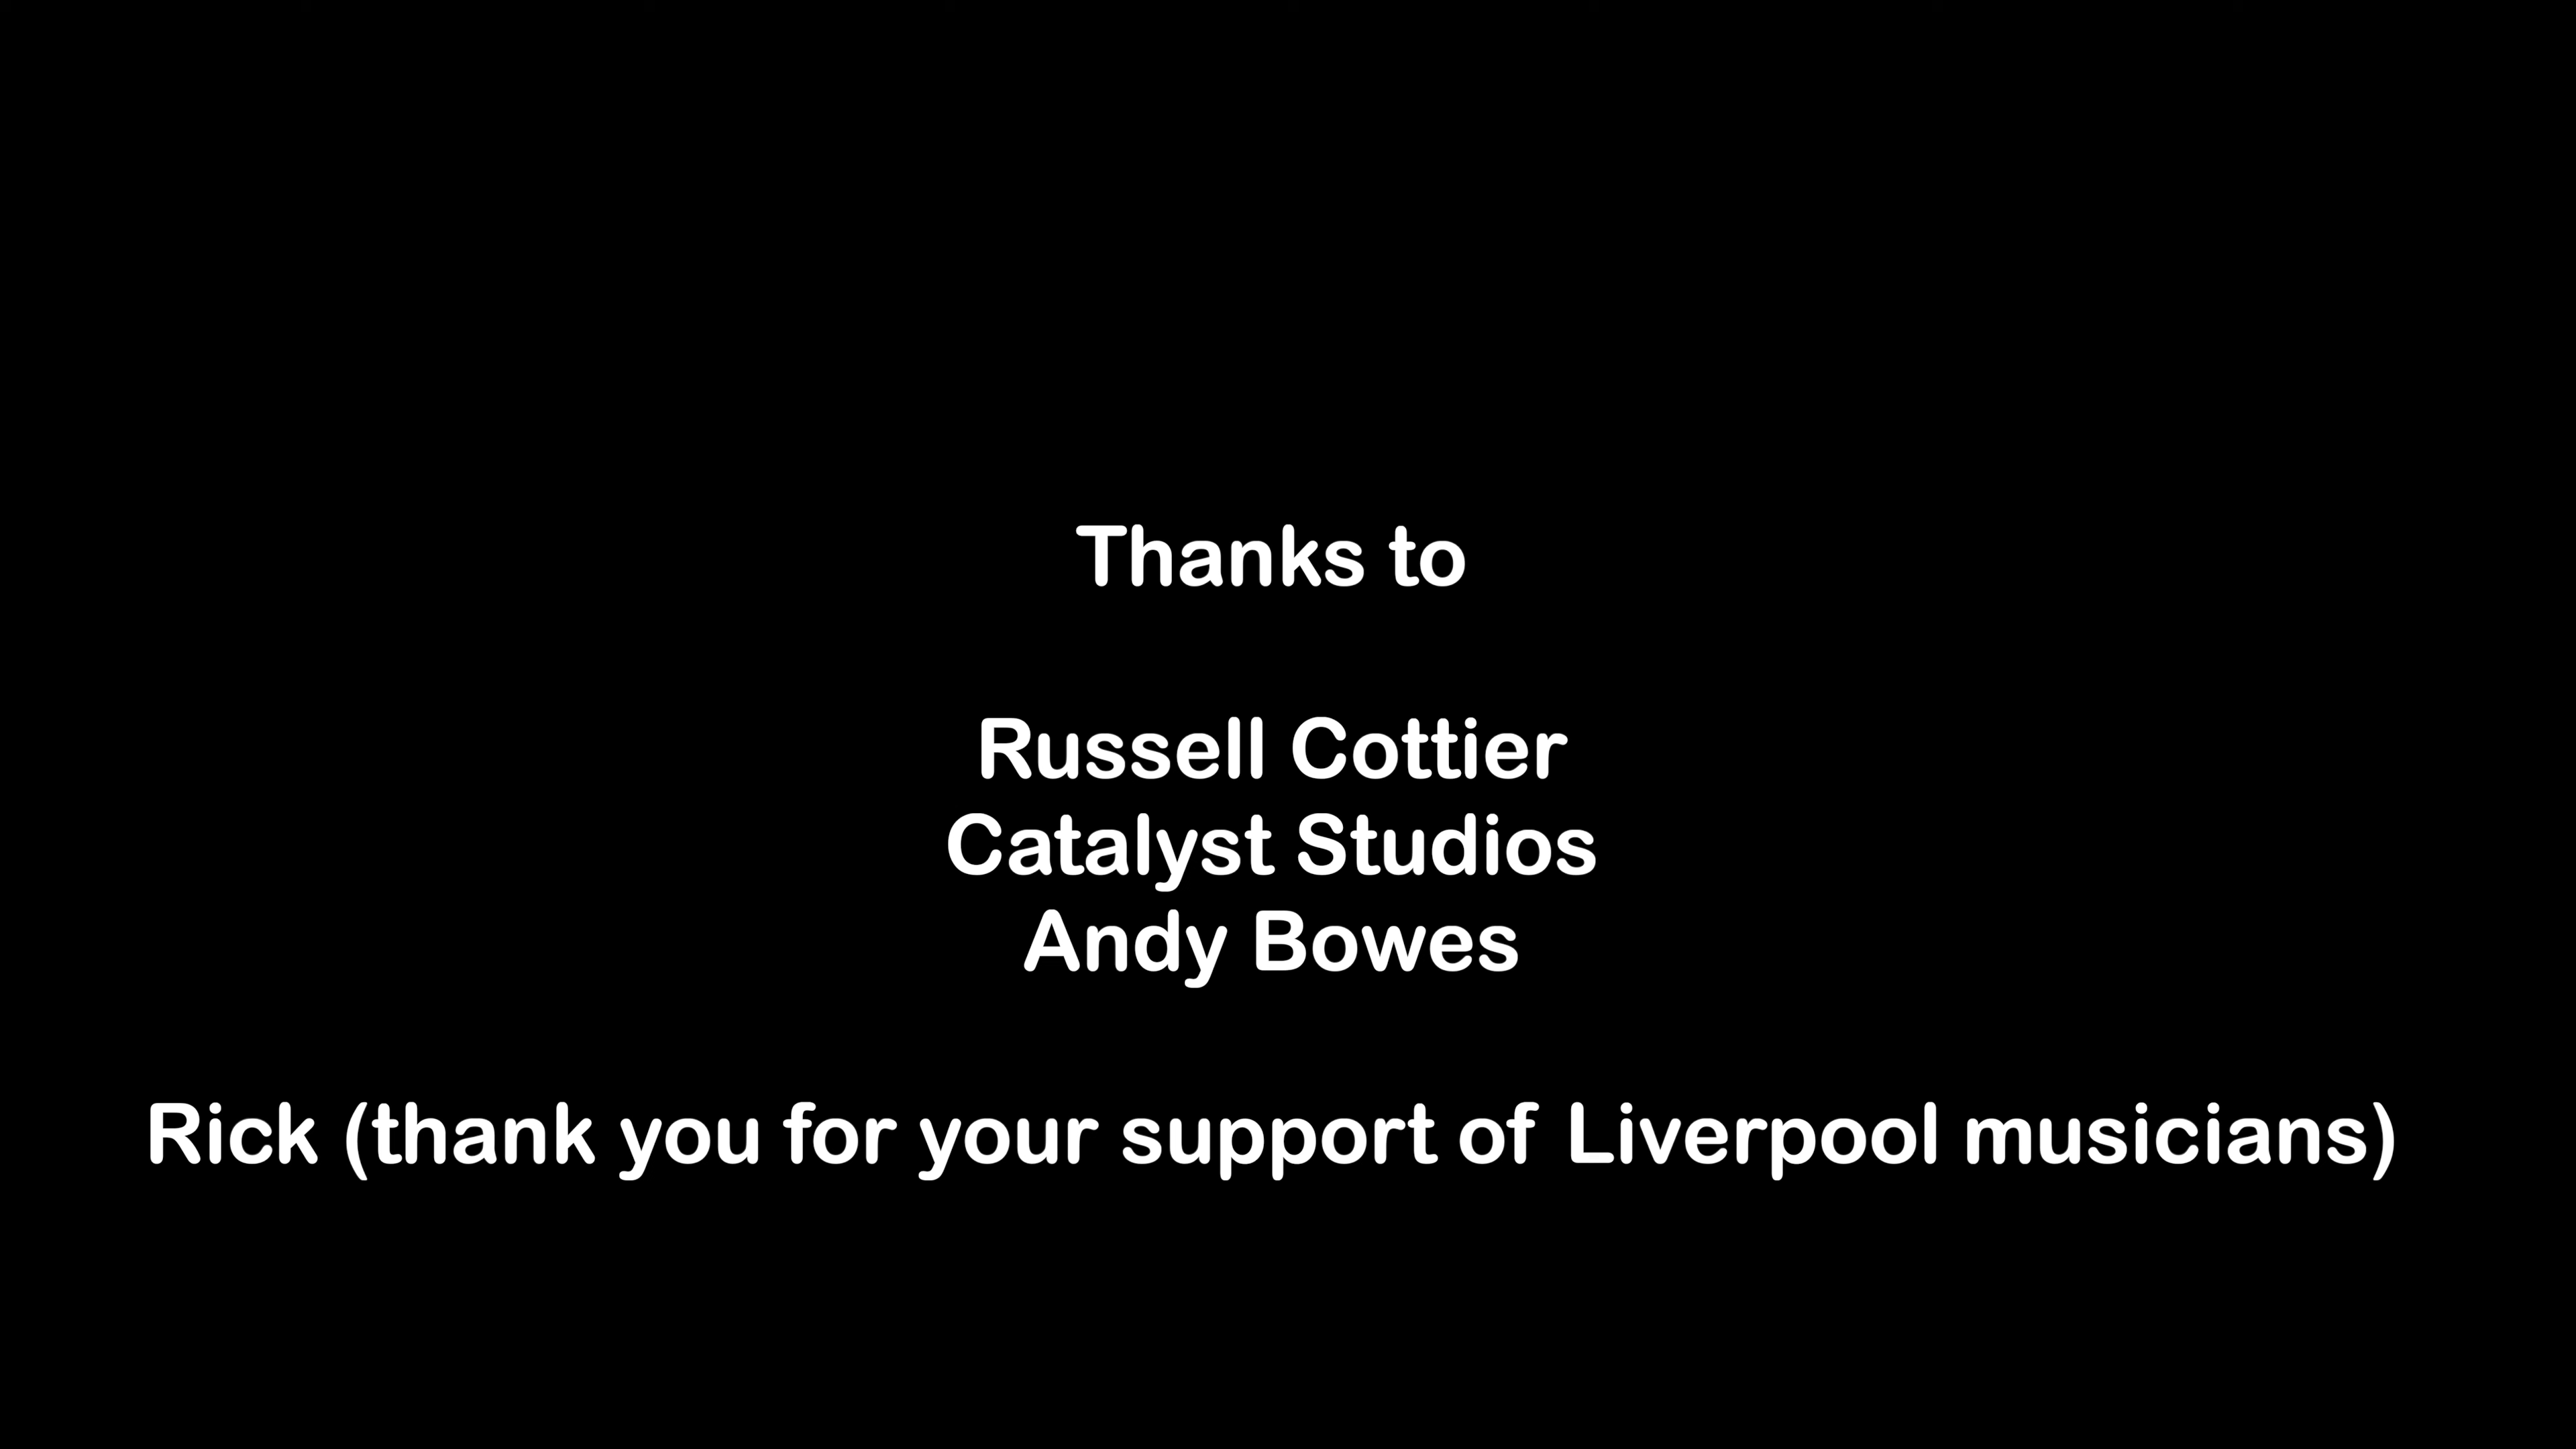 Thanks to
Russell Cottier
Catalyst Studios
Andy Bowes
Rick (thank you for your support of Liverpool musicians)